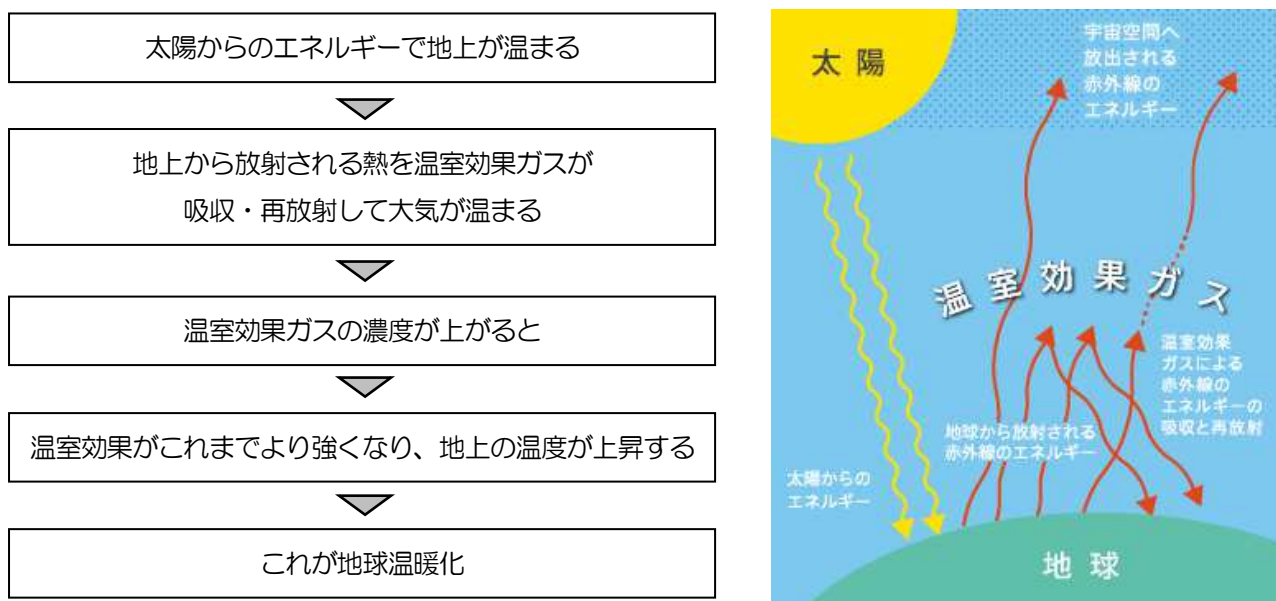 太陽からのエネルギーで地上が温まる
地上から放射される熱を温室効果ガスが
吸収・再放射して大気が温まる
温室効果ガスの濃度が上がると
温室効果がこれまでより強くなり、地上の温度が上昇する
これが地球温暖化
太陽
宇宙空間へ
放出される
赤外線の
エネルギー
温室効果ガス
温室効果
ガスによる
赤外線の
エネルギーの
吸収と再放射
地球から放射される
赤外線のエネルギー
太陽からの
エネルギー
地球